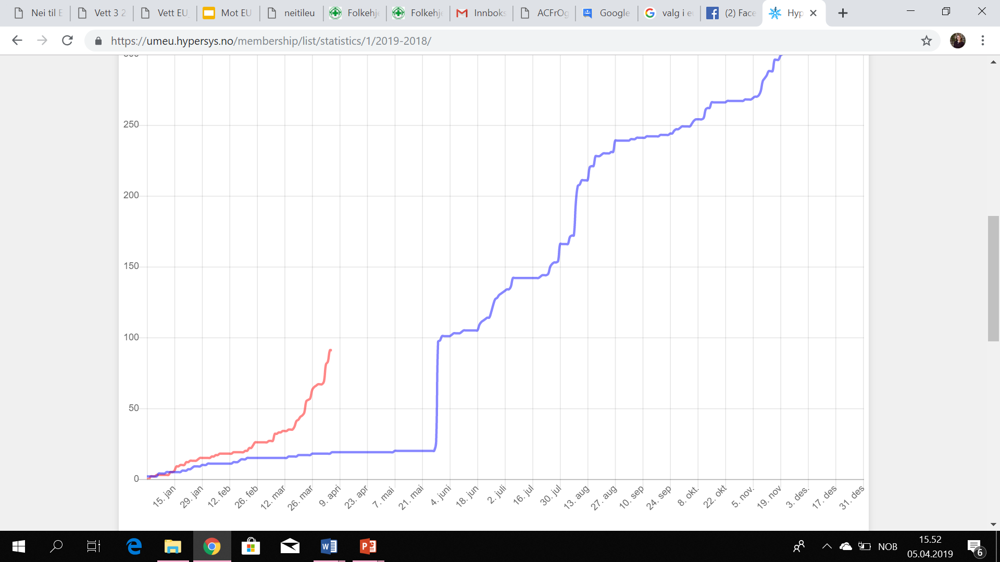 Nei til E
Vett 3 2
Vett EU
Mot EU
neitileu
Folkehje
Folkehje
Innboks
ACFrOg
Google
valg i eu
(2) Face
Hyp
https://umeu.hypersys.no/membership/list/statistics/1/2019-2018/
300
250
200
150
100
50
0
15. jan
29. jan
12. feb
26. feb
12. mar
26. mar
9. apri
23. apr
7. mai
21. mai
4. juni
18. jun
2. juli
16. jul
30. jul
13. aug
27. aug
10. sep
24. sep
8. okt.
22. okt
5. nov.
19. nov
3. des.
17. des
31. des
NOB
15.52
05.04.2019
6